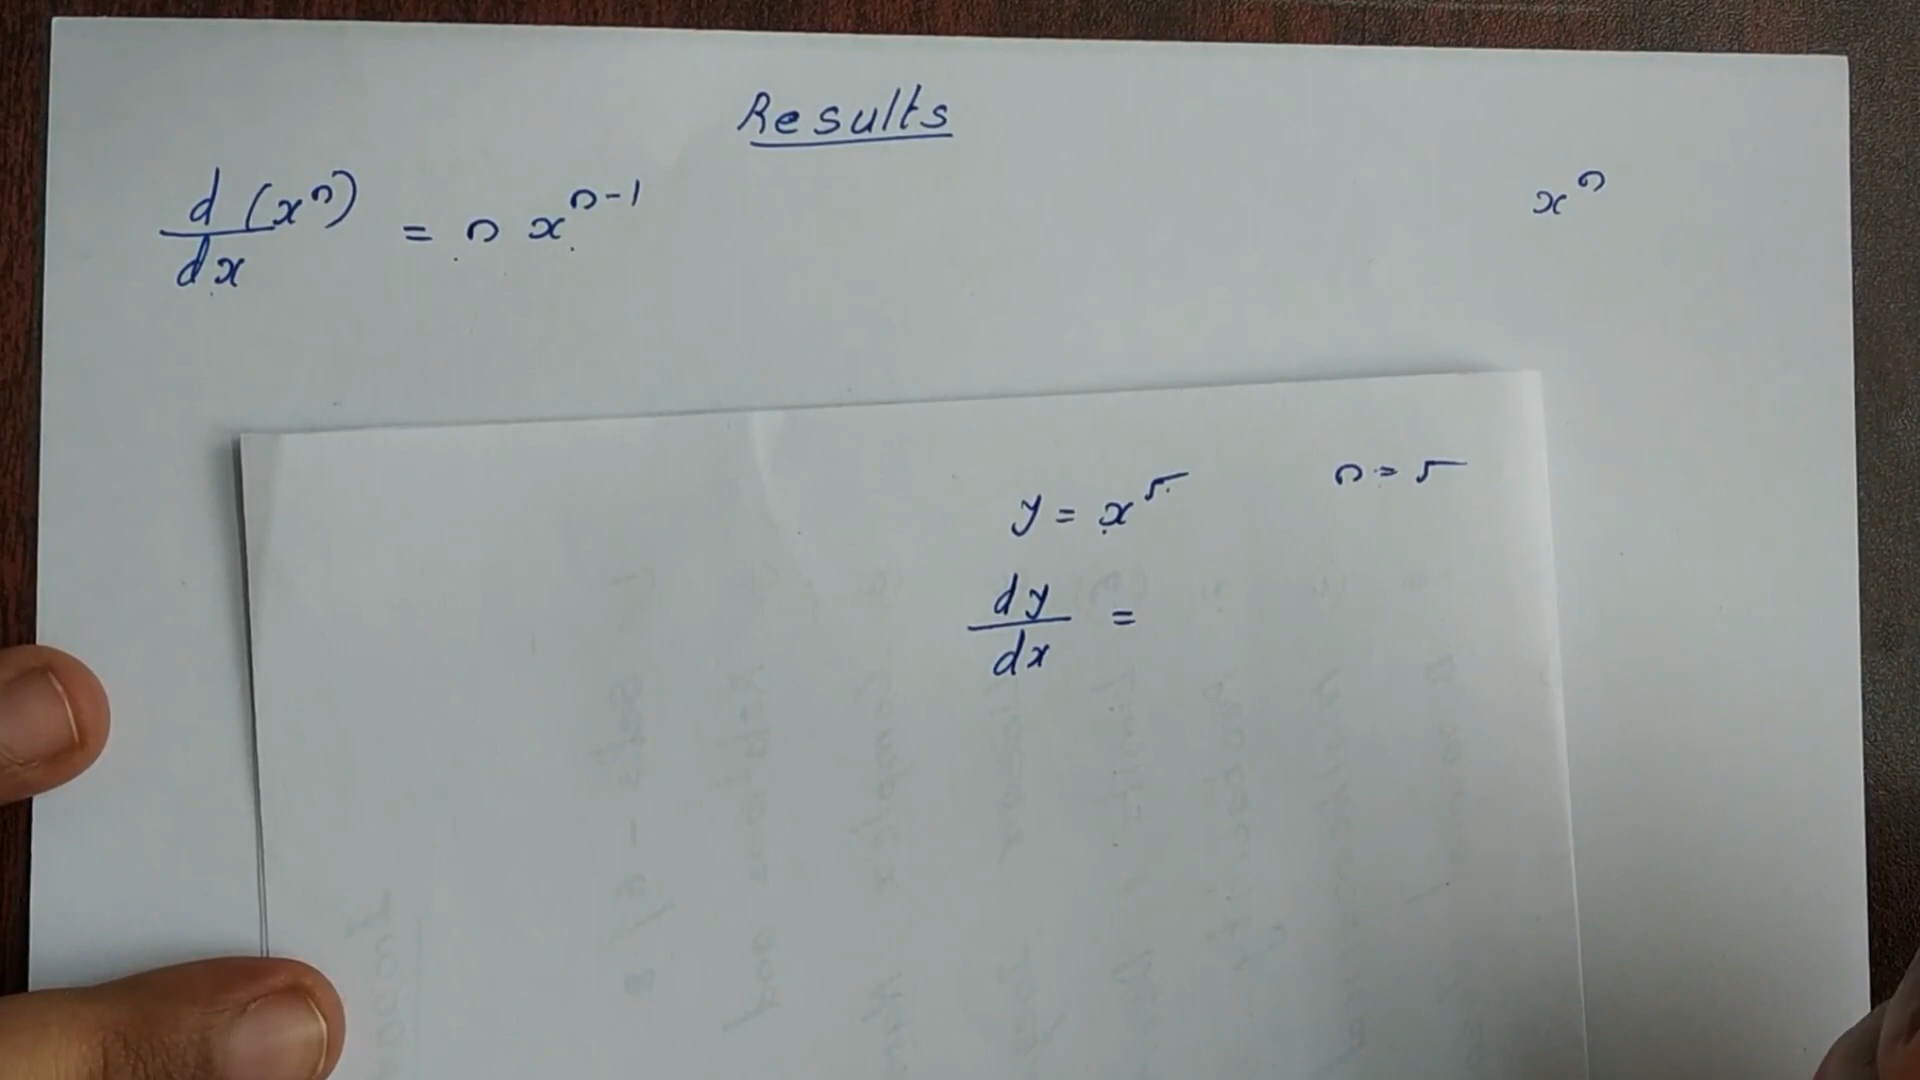 Results
d/dx (xⁿ) = n xⁿ⁻¹
xⁿ
y = x⁵
n = 5
dy/dx =